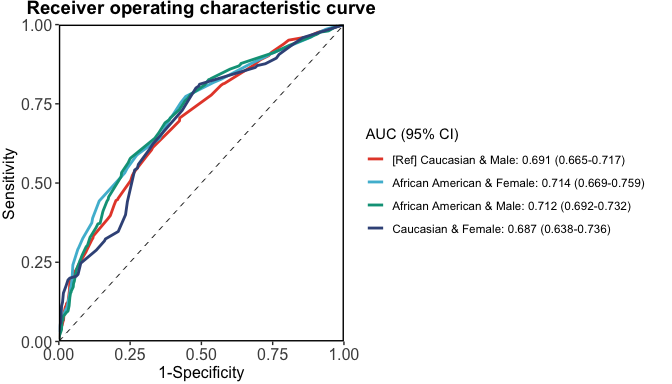 Receiver operating characteristic curve
1.00
0.75
0.50
0.25
0.00
Sensitivity
0.00 0.25 0.50 0.75 1.00
1-Specificity
AUC (95% CI)
[Ref] Caucasian & Male: 0.691 (0.665-0.717)
African American & Female: 0.714 (0.669-0.759)
African American & Male: 0.712 (0.692-0.732)
Caucasian & Female: 0.687 (0.638-0.736)